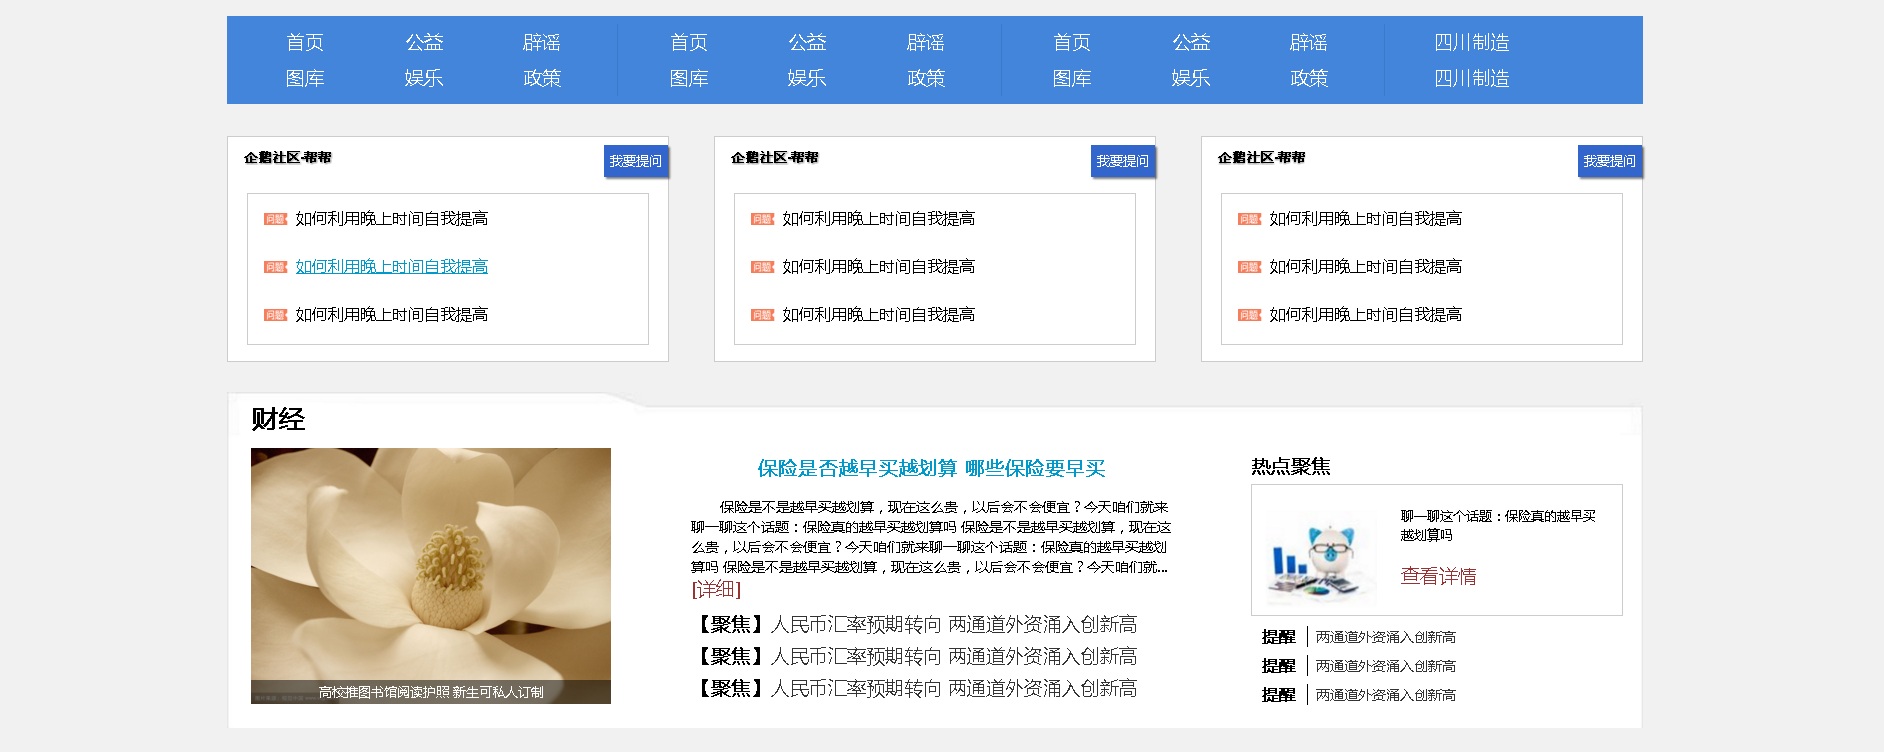 首页 公益 辟谣 首页 公益 辟谣 首页 公益 辟谣 四川制造
图库 娱乐 政策 图库 娱乐 政策 图库 娱乐 政策 四川制造
企鹅社区-帮帮 我要提问
问题 如何利用晚上时间自我提高
问题 如何利用晚上时间自我提高
问题 如何利用晚上时间自我提高
企鹅社区-帮帮 我要提问
问题 如何利用晚上时间自我提高
问题 如何利用晚上时间自我提高
问题 如何利用晚上时间自我提高
企鹅社区-帮帮 我要提问
问题 如何利用晚上时间自我提高
问题 如何利用晚上时间自我提高
问题 如何利用晚上时间自我提高
财经
高校推图书馆阅读护照 新生可私人订制
保险是否越早买越划算 哪些保险要早买
保险是不是越早买越划算，现在这么贵，以后会不会便宜？今天咱们就来
聊一聊这个话题：保险真的越早买越划算吗 保险是不是越早买越划算，现在这
么贵，以后会不会便宜？今天咱们就来聊一聊这个话题：保险真的越早买越划
算吗 保险是不是越早买越划算，现在这么贵，以后会不会便宜？今天咱们就...
[详细]
【聚焦】人民币汇率预期转向 两通道外资涌入创新高
【聚焦】人民币汇率预期转向 两通道外资涌入创新高
【聚焦】人民币汇率预期转向 两通道外资涌入创新高
热点聚焦
聊一聊这个话题：保险真的越早买
越划算吗
查看详情
提醒 两通道外资涌入创新高
提醒 两通道外资涌入创新高
提醒 两通道外资涌入创新高